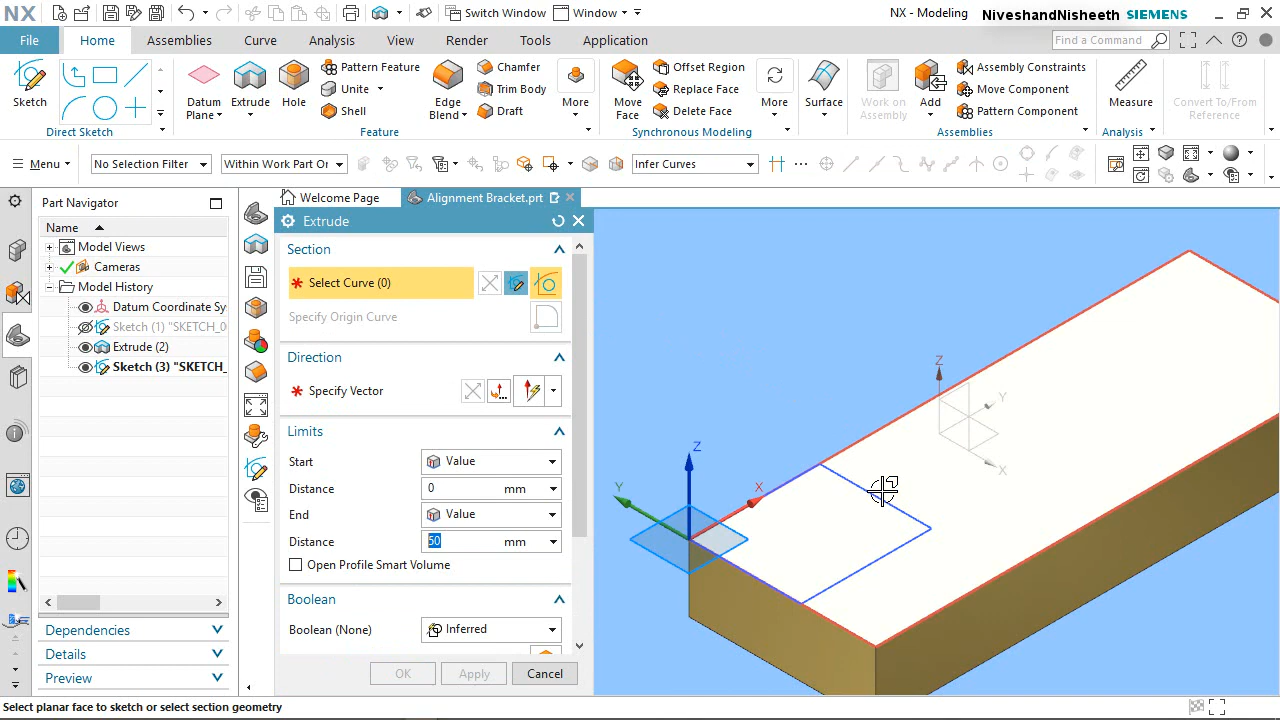 NX Switch Window Window NX - Modeling NiveshandNisheeth SIEMENS
File Home Assemblies Curve Analysis View Render Tools Application Find a Command
Pattern Feature Chamfer Offset Region Assembly Constraints
Unite Trim Body Replace Face Move Component
Shell Draft Delete Face Pattern Component
Sketch Datum Plane Extrude Hole Edge Blend More Move Face More Surface Work on Assembly Add Measure Convert To/From Reference
Direct Sketch Feature Synchronous Modeling Assemblies Analysis
Menu No Selection Filter Within Work Part On Infer Curves
Part Navigator
Name
Model Views
Cameras
Model History
Datum Coordinate Sy
Sketch (1) "SKETCH_0
Extrude (2)
Sketch (3) "SKETCH_
Dependencies
Details
Preview
Welcome Page Alignment Bracket.prt
Extrude
Section
* Select Curve (0)
Specify Origin Curve
Direction
* Specify Vector
Limits
Start Value
Distance 0 mm
End Value
Distance 50 mm
Open Profile Smart Volume
Boolean
Boolean (None) Inferred
OK Apply Cancel
Z
Y
X
Z
Y
X
Select planar face to sketch or select section geometry